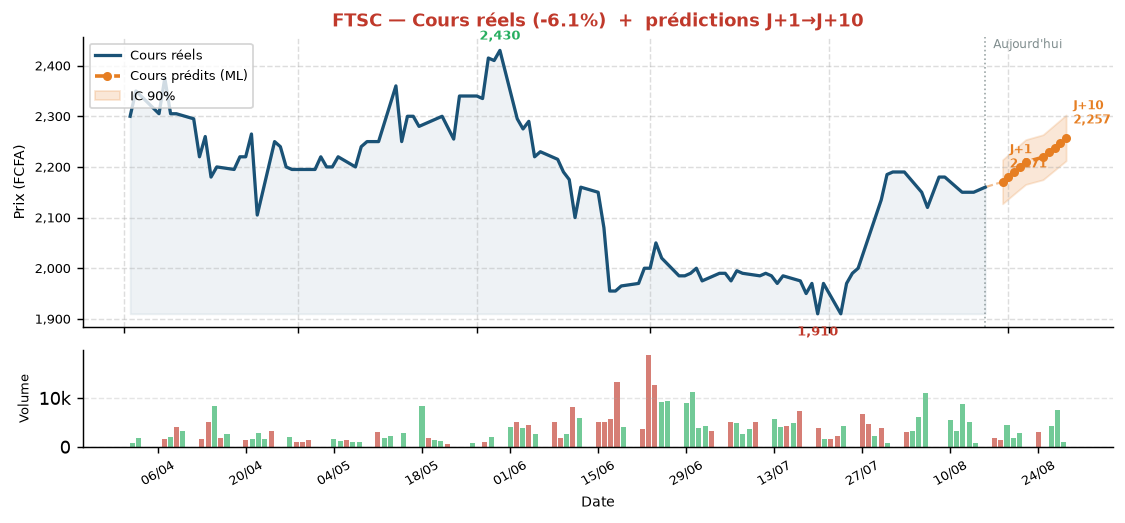 FTSC — Cours réels (-6.1%) + prédictions J+1→J+10
2,430
Aujourd'hui
Cours réels
Cours prédits (ML)
IC 90%
J+10
2,257
J+1
2,171
1,910
Prix (FCFA)
2,400
2,300
2,200
2,100
2,000
1,900
Volume
10k
0
06/04
20/04
04/05
18/05
01/06
15/06
29/06
13/07
27/07
10/08
24/08
Date